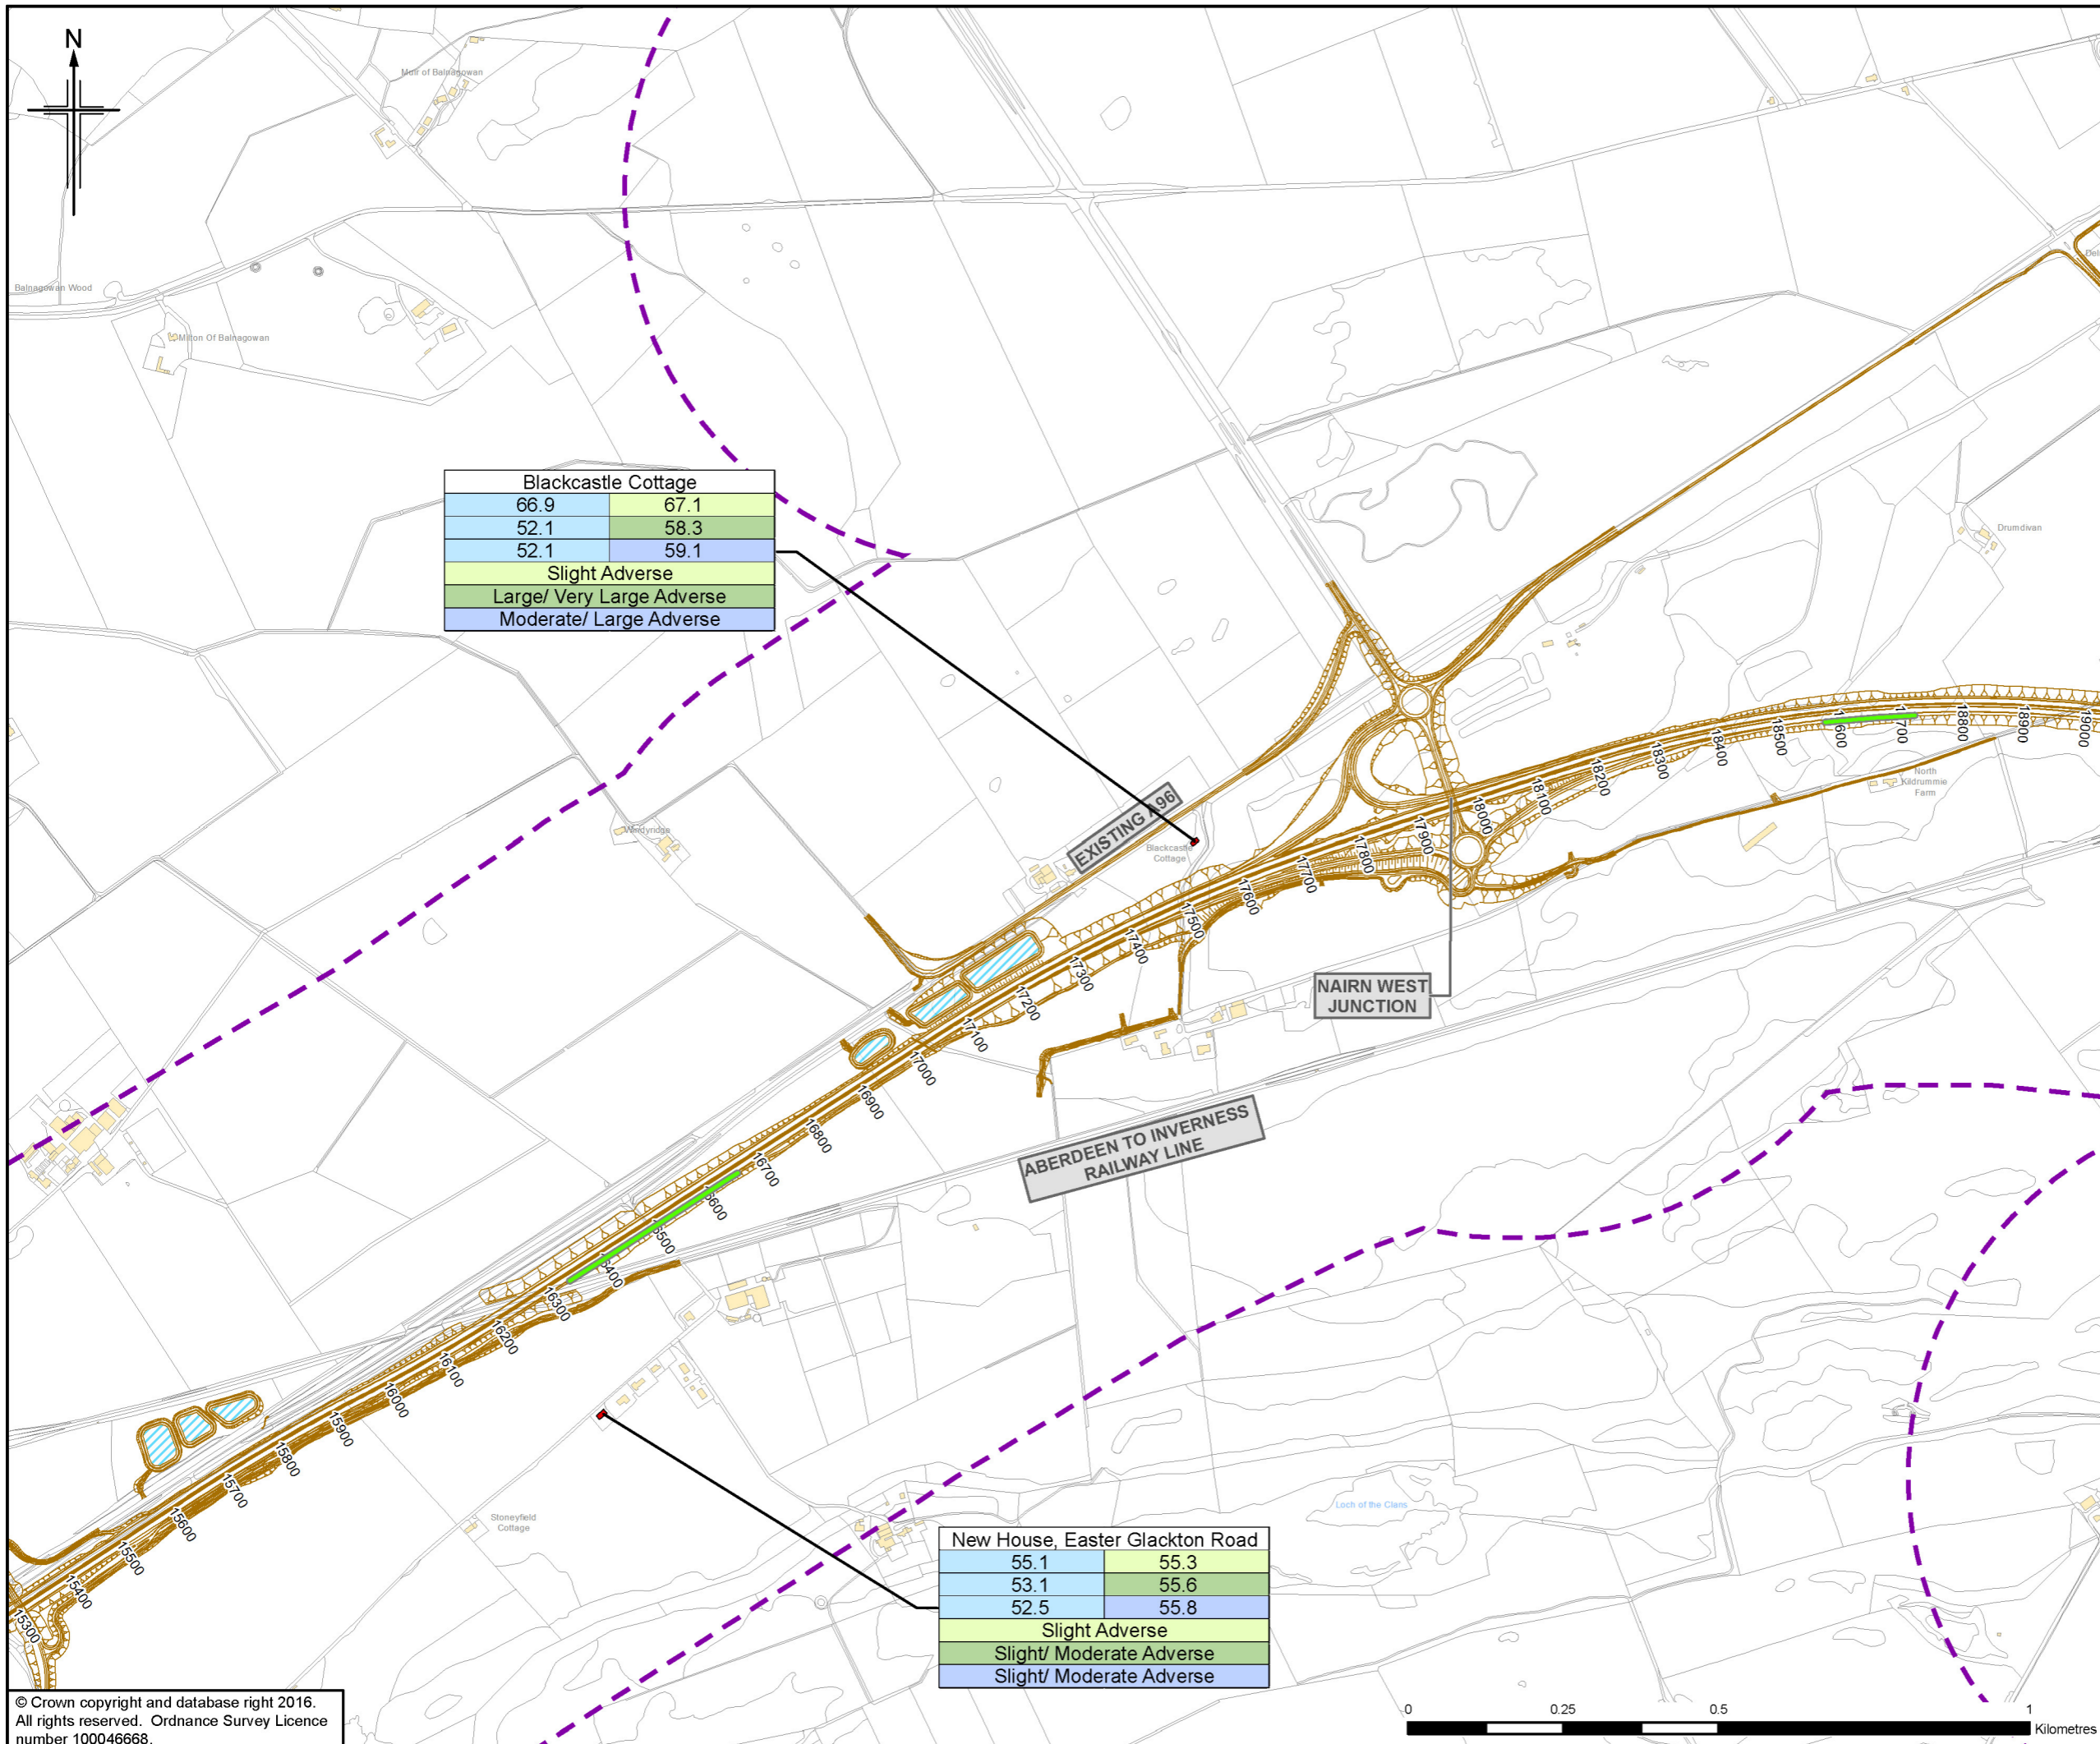 N
Muir of Balnagowan
Balnagowan Wood
Milton Of Balnagowan
Blackcastle Cottage
66.9 67.1
52.1 58.3
52.1 59.1
Slight Adverse
Large/ Very Large Adverse
Moderate/ Large Adverse
Drumdivan
Windyridge
EXISTING A96
Blackcastle
Cottage
North
Kildrummie
Farm
NAIRN WEST
JUNCTION
ABERDEEN TO INVERNESS
RAILWAY LINE
15300
15400
15500
15600
15700
15800
15900
16000
16100
16200
16300
16700
16800
16900
17000
17100
17200
17300
17400
17500
17600
17700
17800
17900
18000
18100
18200
18300
18400
18500
18800
18900
19000
Stoneyfield
Cottage
Loch of the Clans
New House, Easter Glackton Road
55.1 55.3
53.1 55.6
52.5 55.8
Slight Adverse
Slight/ Moderate Adverse
Slight/ Moderate Adverse
© Crown copyright and database right 2016.
All rights reserved. Ordnance Survey Licence
number 100046668.
0 0.25 0.5 1
Kilometres